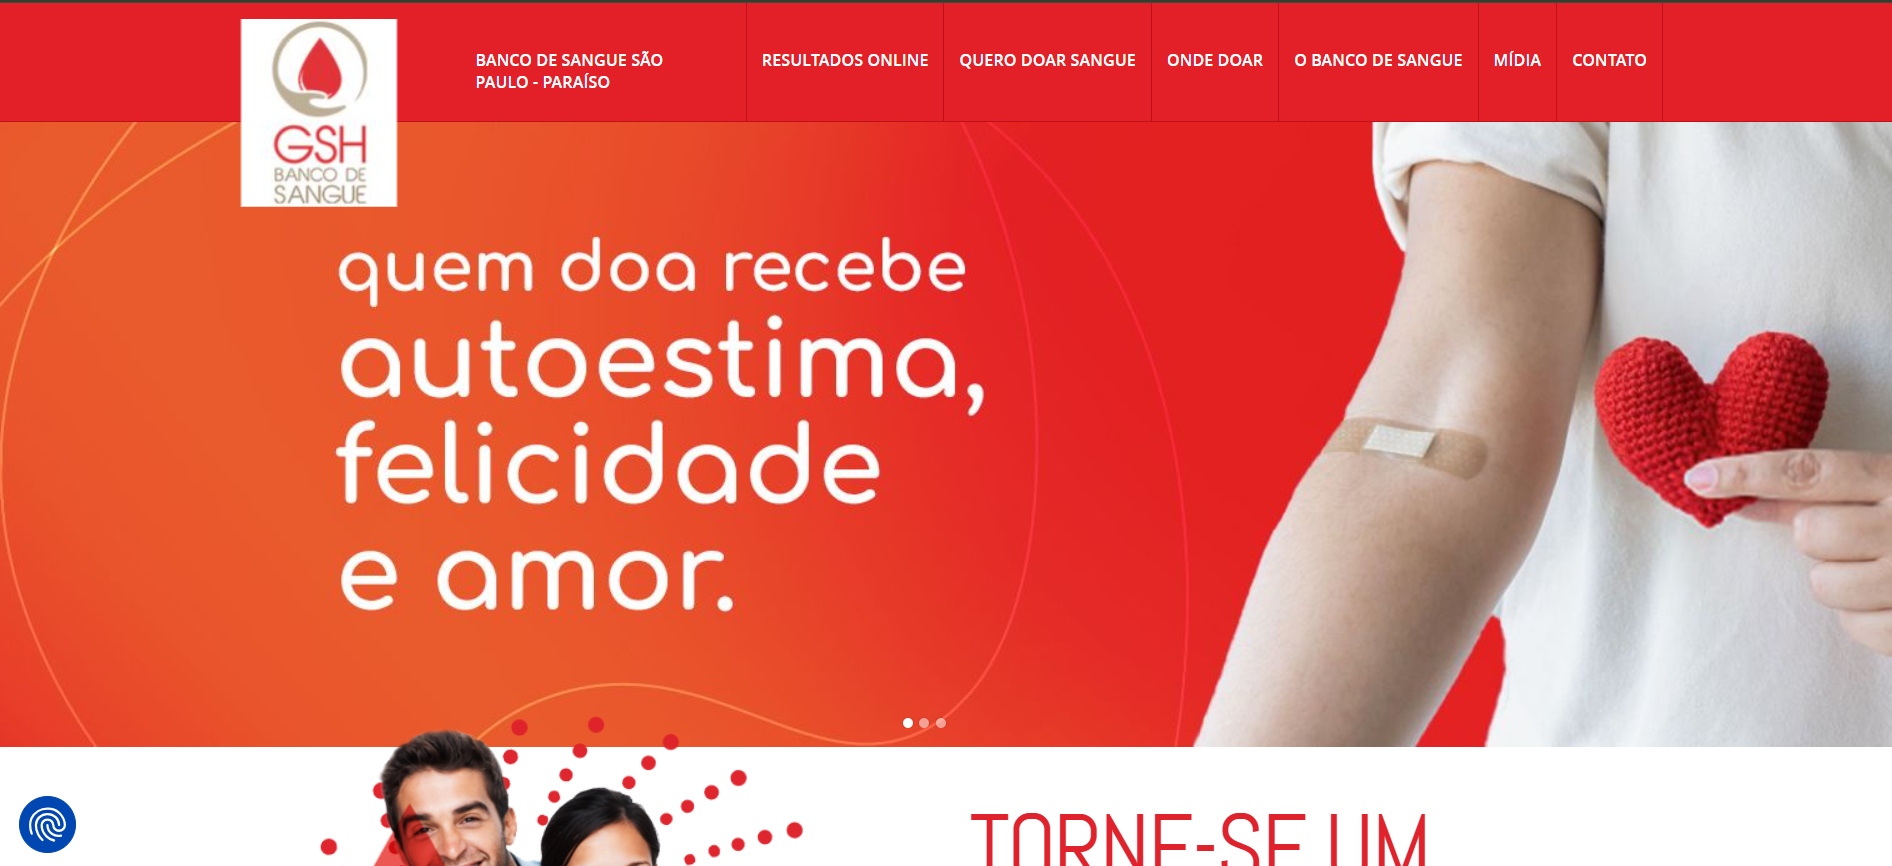 GSH
BANCO DE
SANGUE
BANCO DE SANGUE SÃO
PAULO - PARAÍSO
RESULTADOS ONLINE
QUERO DOAR SANGUE
ONDE DOAR
O BANCO DE SANGUE
MÍDIA
CONTATO
quem doa recebe
autoestima,
felicidade
e amor.
TORNE-SE UM